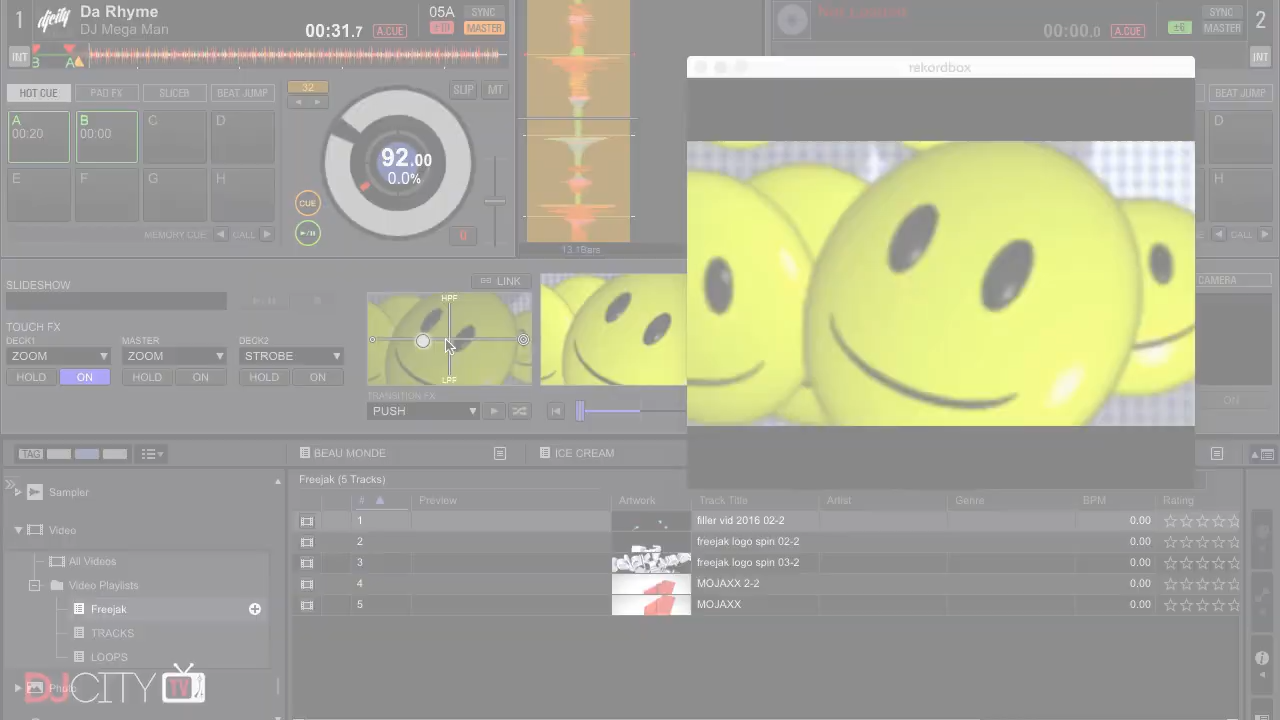 1
djcity
Da Rhyme
DJ Mega Man
00:31.7
A.CUE
05A
SYNC
MASTER
00:00.0
A.CUE
SYNC
MASTER
2
INT
B
A
INT
rekordbox
HOT CUE
PAD FX
SLICER
BEAT JUMP
32
SLIP
MT
BEAT JUMP
A
00:20
B
00:00
C
D
D
92.00
0.0%
E
F
G
H
H
CUE
MEMORY CUE
CALL
0
CALL
13.1Bars
SLIDESHOW
LINK
CAMERA
HPF
TOUCH FX
DECK1
MASTER
DECK2
ZOOM
ZOOM
STROBE
HOLD
ON
HOLD
ON
HOLD
ON
LPF
TRANSITION FX
PUSH
ON
TAG
BEAU MONDE
ICE CREAM
Freejak (5 Tracks)
Sampler
#
Preview
Artwork
Track Title
Artist
Genre
BPM
Rating
1
filler vid 2016 02-2
0.00
Video
2
freejak logo spin 02-2
0.00
All Videos
3
freejak logo spin 03-2
0.00
Video Playlists
4
MOJAXX 2-2
0.00
Freejak
5
MOJAXX
0.00
TRACKS
LOOPS
DJCITY TV